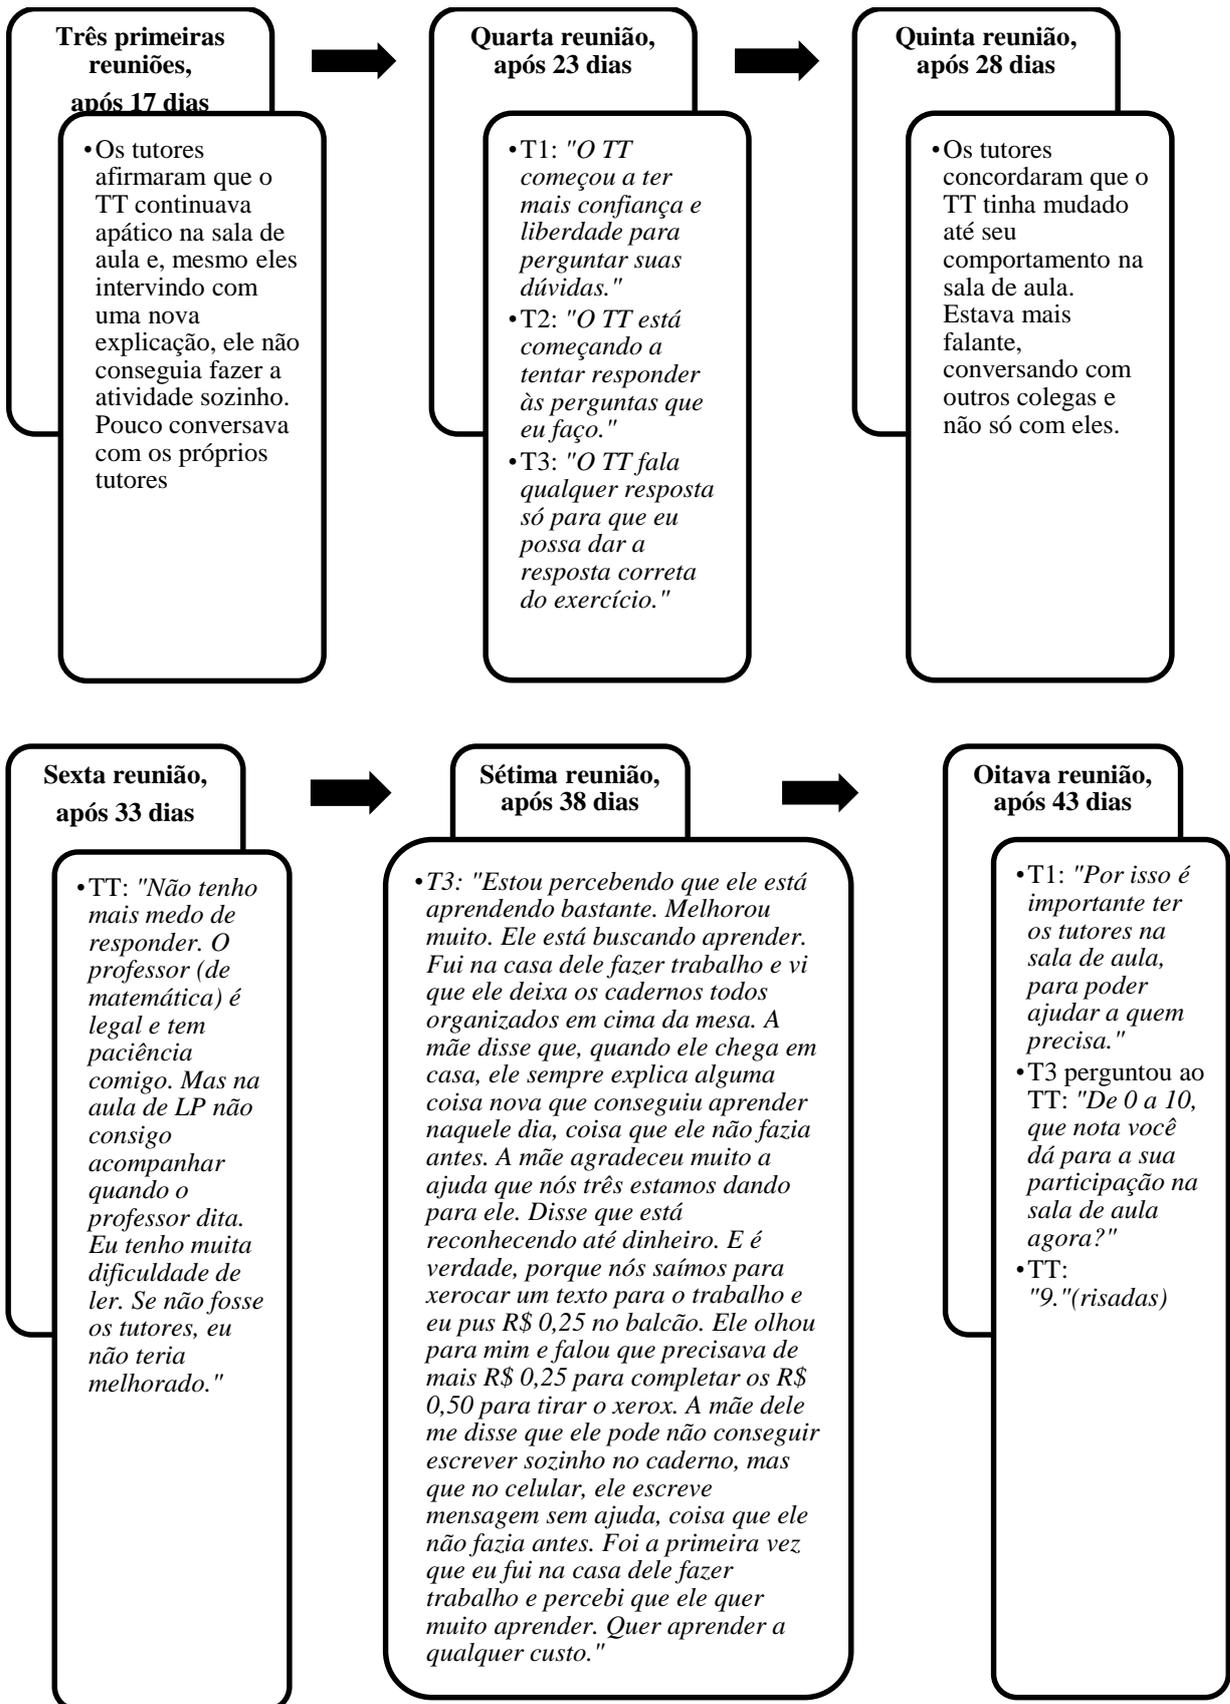 Três primeiras
reuniões,
após 17 dias
•Os tutores
afirmaram que o
TT continuava
apático na sala de
aula e, mesmo eles
intervindo com
uma nova
explicação, ele não
conseguia fazer a
atividade sozinho.
Pouco conversava
com os próprios
tutores
Quarta reunião,
após 23 dias
•T1: "O TT
começou a ter
mais confiança e
liberdade para
perguntar suas
dúvidas."
•T2: "O TT está
começando a
tentar responder
às perguntas que
eu faço."
•T3: "O TT fala
qualquer resposta
só para que eu
possa dar a
resposta correta
do exercício."
Quinta reunião,
após 28 dias
•Os tutores
concordaram que o
TT tinha mudado
até seu
comportamento na
sala de aula.
Estava mais
falante,
conversando com
outros colegas e
não só com eles.
Sexta reunião,
após 33 dias
•TT: "Não tenho
mais medo de
responder. O
professor (de
matemática) é
legal e tem
paciência
comigo. Mas na
aula de LP não
consigo
acompanhar
quando o
professor dita.
Eu tenho muita
dificuldade de
ler. Se não fosse
os tutores, eu
não teria
melhorado."
Sétima reunião,
após 38 dias
•T3: "Estou percebendo que ele está
aprendendo bastante. Melhorou
muito. Ele está buscando aprender.
Fui na casa dele fazer trabalho e vi
que ele deixa os cadernos todos
organizados em cima da mesa. A
mãe disse que, quando ele chega em
casa, ele sempre explica alguma
coisa nova que conseguiu aprender
naquele dia, coisa que ele não fazia
antes. A mãe agradeceu muito a
ajuda que nós três estamos dando
para ele. Disse que está
reconhecendo até dinheiro. E é
verdade, porque nós saímos para
xerocar um texto para o trabalho e
eu pus R$ 0,25 no balcão. Ele olhou
para mim e falou que precisava de
mais R$ 0,25 para completar os R$
0,50 para tirar o xerox. A mãe dele
me disse que ele pode não conseguir
escrever sozinho no caderno, mas
que no celular, ele escreve
mensagem sem ajuda, coisa que ele
não fazia antes. Foi a primeira vez
que eu fui na casa dele fazer
trabalho e percebi que ele quer
muito aprender. Quer aprender a
qualquer custo."
Oitava reunião,
após 43 dias
•T1: "Por isso é
importante ter
os tutores na
sala de aula,
para poder
ajudar a quem
precisa."
•T3 perguntou ao
TT: "De 0 a 10,
que nota você
dá para a sua
participação na
sala de aula
agora?"
•TT:
"9."(risadas)